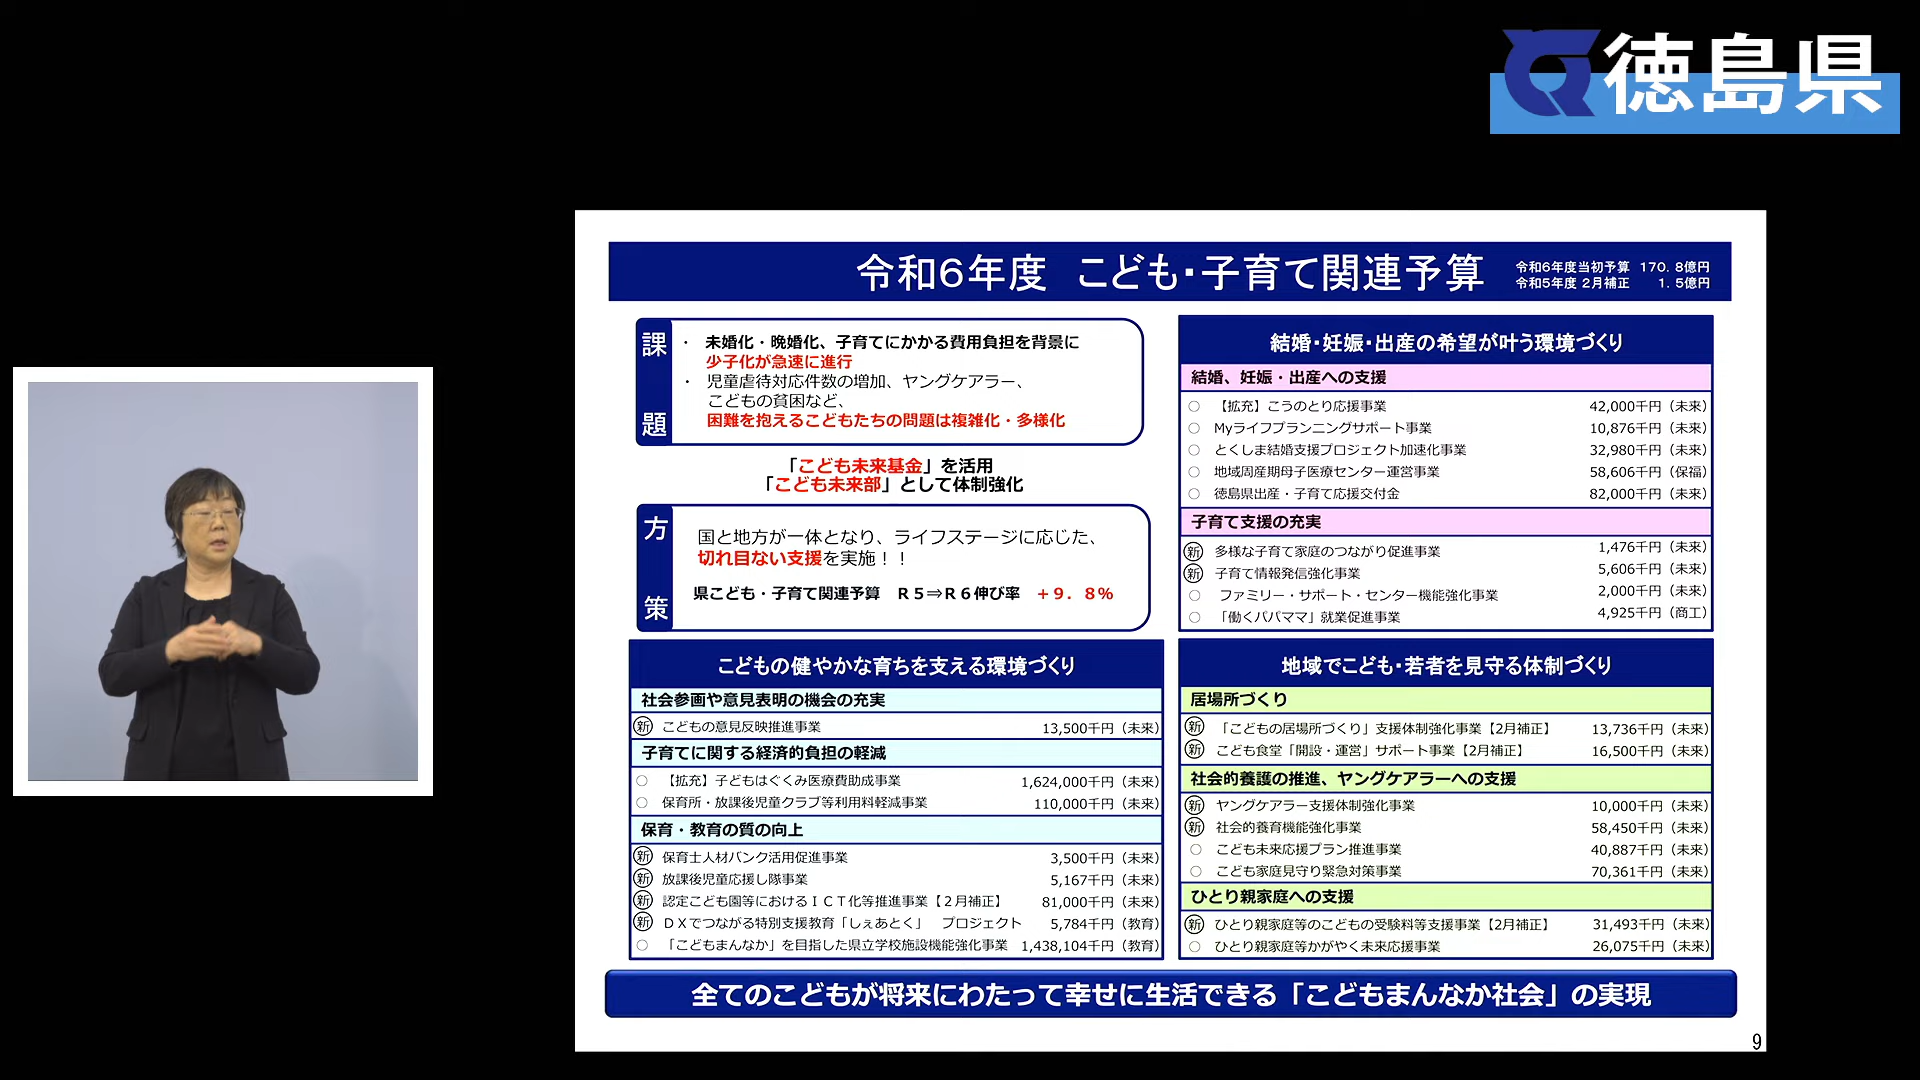 徳島県
令和6年度 こども・子育て関連予算
令和6年度当初予算 170.8億円
令和5年度 2月補正 1.5億円
課題
・ 未婚化・晩婚化、子育てにかかる費用負担を背景に
少子化が急速に進行
・ 児童虐待対応件数の増加、ヤングケアラー、
こどもの貧困など、
困難を抱えるこどもたちの問題は複雑化・多様化
「こども未来基金」を活用
「こども未来部」として体制強化
方策
国と地方が一体となり、ライフステージに応じた、
切れ目ない支援を実施！！
県こども・子育て関連予算 R5⇒R6伸び率 +9.8%
結婚・妊娠・出産の希望が叶う環境づくり
結婚、妊娠・出産への支援
○ 【拡充】こうのとり応援事業 42,000千円（未来）
○ Myライフプランニングサポート事業 10,876千円（未来）
○ とくしま結婚支援プロジェクト加速化事業 32,980千円（未来）
○ 地域周産期母子医療センター運営事業 58,606千円（保福）
○ 徳島県出産・子育て応援交付金 82,000千円（未来）
子育て支援の充実
新 多様な子育て家庭のつながり促進事業 1,476千円（未来）
新 子育て情報発信強化事業 5,606千円（未来）
○ ファミリー・サポート・センター機能強化事業 2,000千円（未来）
○ 「働くパパママ」就業促進事業 4,925千円（商工）
こどもの健やかな育ちを支える環境づくり
社会参画や意見表明の機会の充実
新 こどもの意見反映推進事業 13,500千円（未来）
子育てに関する経済的負担の軽減
○ 【拡充】子どもはぐくみ医療費助成事業 1,624,000千円（未来）
○ 保育所・放課後児童クラブ等利用料軽減事業 110,000千円（未来）
保育・教育の質の向上
新 保育士人材バンク活用促進事業 3,500千円（未来）
新 放課後児童応援し隊事業 5,167千円（未来）
新 認定こども園等におけるICT化等推進事業【2月補正】 81,000千円（未来）
新 DXでつながる特別支援教育「しぇあとく」 プロジェクト 5,784千円（教育）
○ 「こどもまんなか」を目指した県立学校施設機能強化事業 1,438,104千円（教育）
地域でこども・若者を見守る体制づくり
居場所づくり
新 「こどもの居場所づくり」支援体制強化事業【2月補正】 13,736千円（未来）
新 こども食堂「開設・運営」サポート事業【2月補正】 16,500千円（未来）
社会的養護の推進、ヤングケアラーへの支援
新 ヤングケアラー支援体制強化事業 10,000千円（未来）
新 社会的養育機能強化事業 58,450千円（未来）
○ こども未来応援プラン推進事業 40,887千円（未来）
○ こども家庭見守り緊急対策事業 70,361千円（未来）
ひとり親家庭への支援
新 ひとり親家庭等のこどもの受験料等支援事業【2月補正】 31,493千円（未来）
○ ひとり親家庭等かがやく未来応援事業 26,075千円（未来）
全てのこどもが将来にわたって幸せに生活できる「こどもまんなか社会」の実現
9